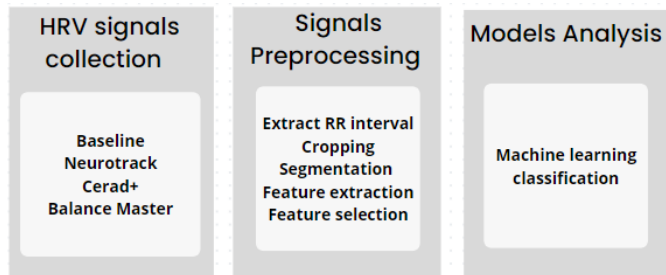 HRV signals
collection
Baseline
Neurotrack
Cerad+
Balance Master
Signals
Preprocessing
Extract RR interval
Cropping
Segmentation
Feature extraction
Feature selection
Models Analysis
Machine learning
classification